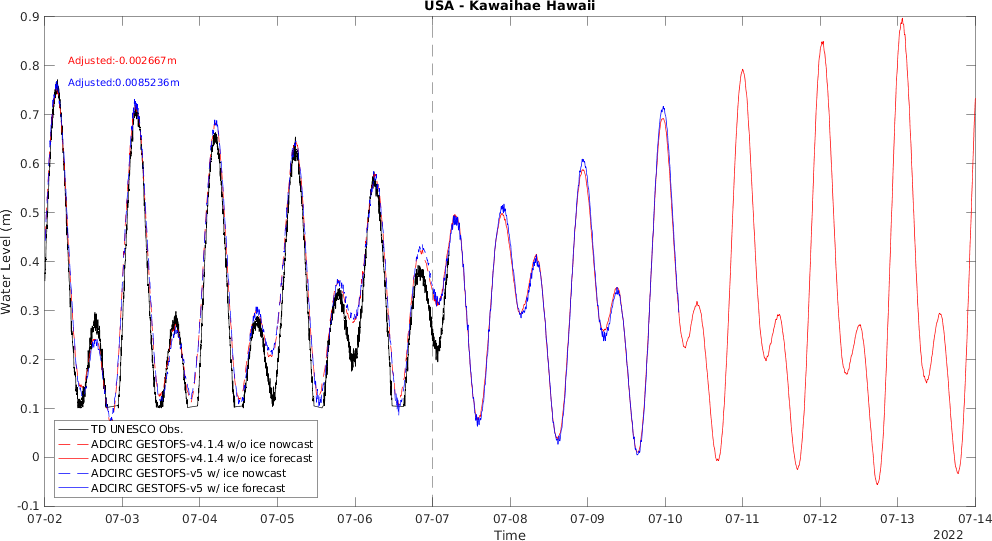 USA - Kawaihae Hawaii
0.9
0.8
0.7
0.6
0.5
0.4
0.3
0.2
0.1
0
-0.1
Water Level (m)
Adjusted:-0.002667m
Adjusted:0.0085236m
TD UNESCO Obs.
ADCIRC GESTOFS-v4.1.4 w/o ice nowcast
ADCIRC GESTOFS-v4.1.4 w/o ice forecast
ADCIRC GESTOFS-v5 w/ ice nowcast
ADCIRC GESTOFS-v5 w/ ice forecast
07-02 07-03 07-04 07-05 07-06 07-07 07-08 07-09 07-10 07-11 07-12 07-13 07-14
Time
2022